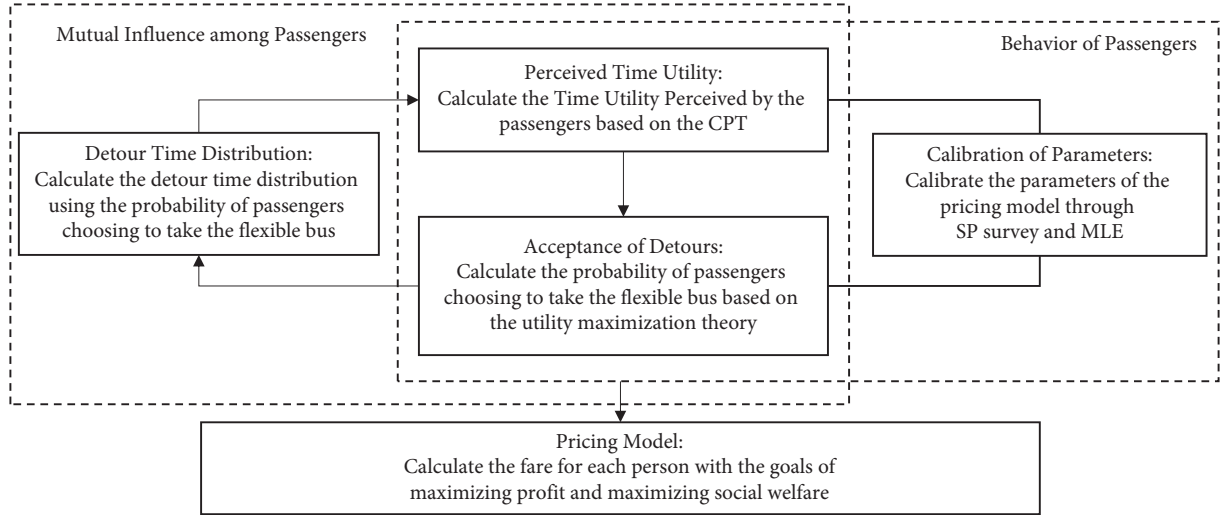 Mutual Influence among Passengers
Behavior of Passengers
Perceived Time Utility:
Calculate the Time Utility Perceived by the
passengers based on the CPT
Detour Time Distribution:
Calculate the detour time distribution
using the probability of passengers
choosing to take the flexible bus
Calibration of Parameters:
Calibrate the parameters of the
pricing model through
SP survey and MLE
Acceptance of Detours:
Calculate the probability of passengers
choosing to take the flexible bus based on
the utility maximization theory
Pricing Model:
Calculate the fare for each person with the goals of
maximizing profit and maximizing social welfare